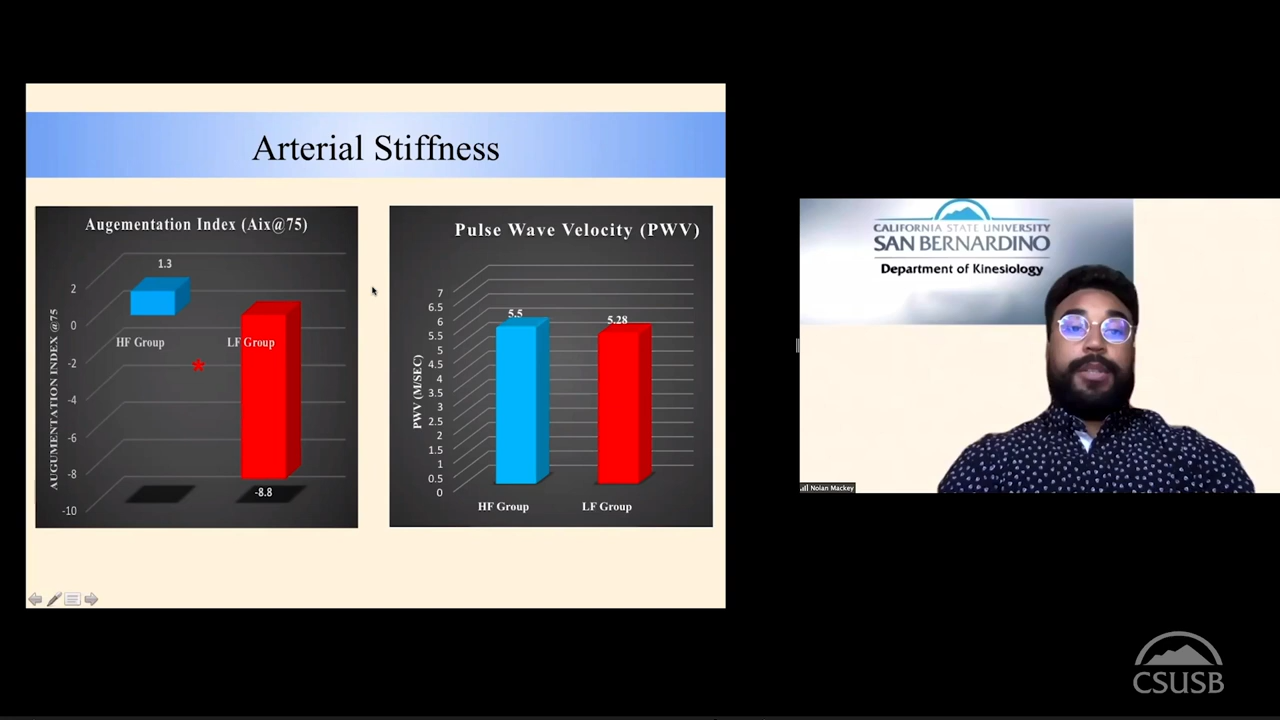 Arterial Stiffness
Augementation Index (Aix@75)
AUGUMENTATION INDEX @75
2
0
-2
-4
-6
-8
-10
1.3
HF Group
LF Group
*
-8.8
Pulse Wave Velocity (PWV)
PWV (M/SEC)
7
6.5
6
5.5
5
4.5
4
3.5
3
2.5
2
1.5
1
0.5
0
5.5
5.28
HF Group
LF Group
CALIFORNIA STATE UNIVERSITY
SAN BERNARDINO
Department of Kinesiology
Nolan Mackey
CSUSB